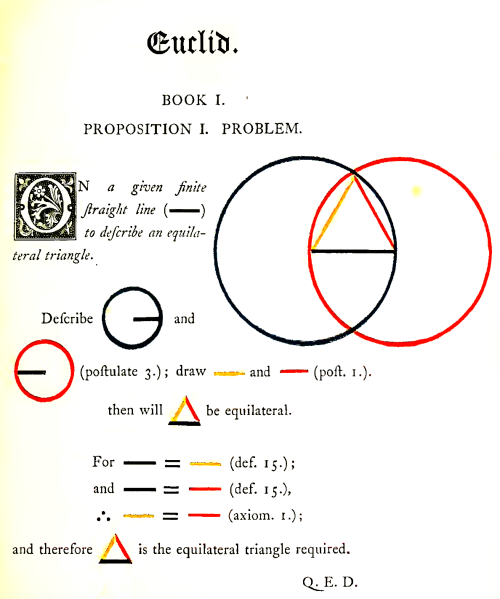 Euclid.
BOOK I.
PROPOSITION I. PROBLEM.
ON a given finite
ſtraight line ( )
to deſcribe an equila-
teral triangle.
Deſcribe and
(poſtulate 3.); draw and (poſt. 1.).
then will be equilateral.
For = (def. 15.);
and = (def. 15.),
∴ = (axiom. 1.);
and therefore is the equilateral triangle required.
Q. E. D.